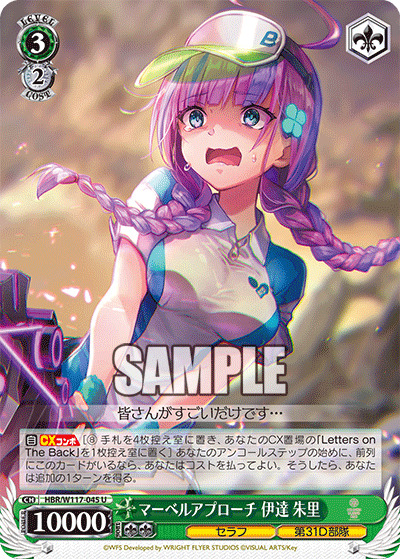 LEVEL
3
2
COST
B
SAMPLE
皆さんがすごいだけです…
自 CXコンボ [③ 手札を4枚控え室に置き、あなたのCX置場の「Letters on
The Back」を1枚控え室に置く] あなたのアンコールステップの始めに、前列
にこのカードがいるなら、あなたはコストを払ってよい。そうしたら、あなた
は追加の1ターンを得る。
CH HBR/W117-045 U
マーベルアプローチ 伊達 朱里
10000
セラフ
第31D部隊
©WFS Developed by WRIGHT FLYER STUDIOS ©VISUAL ARTS/Key